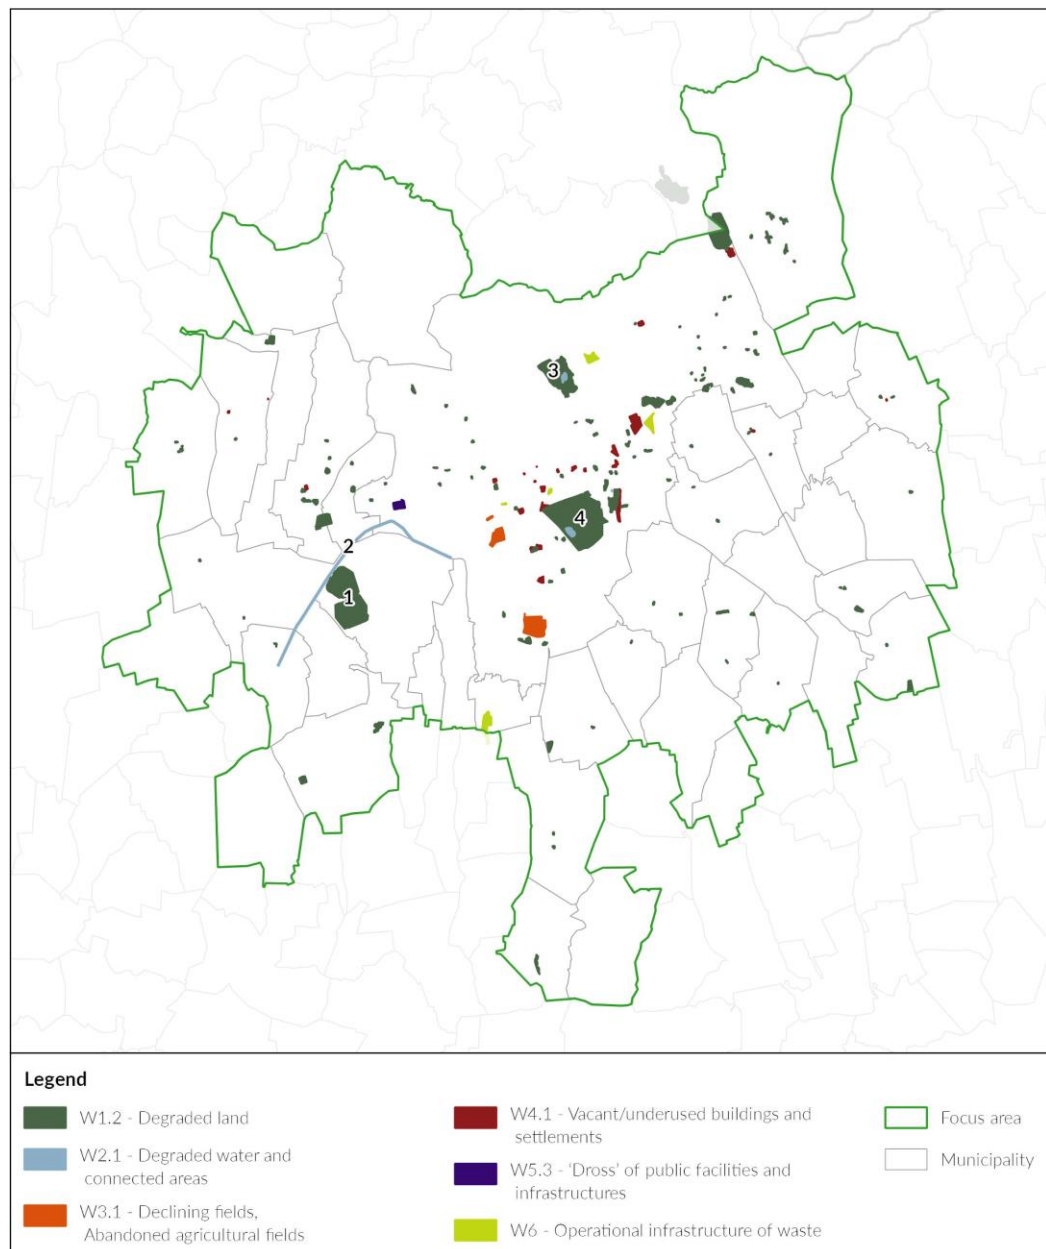 3
4
2
1
Legend
W1.2 - Degraded land
W2.1 - Degraded water and
connected areas
W3.1 - Declining fields,
Abandoned agricultural fields
W4.1 - Vacant/underused buildings and
settlements
W5.3 - 'Dross' of public facilities and
infrastructures
W6 - Operational infrastructure of waste
Focus area
Municipality